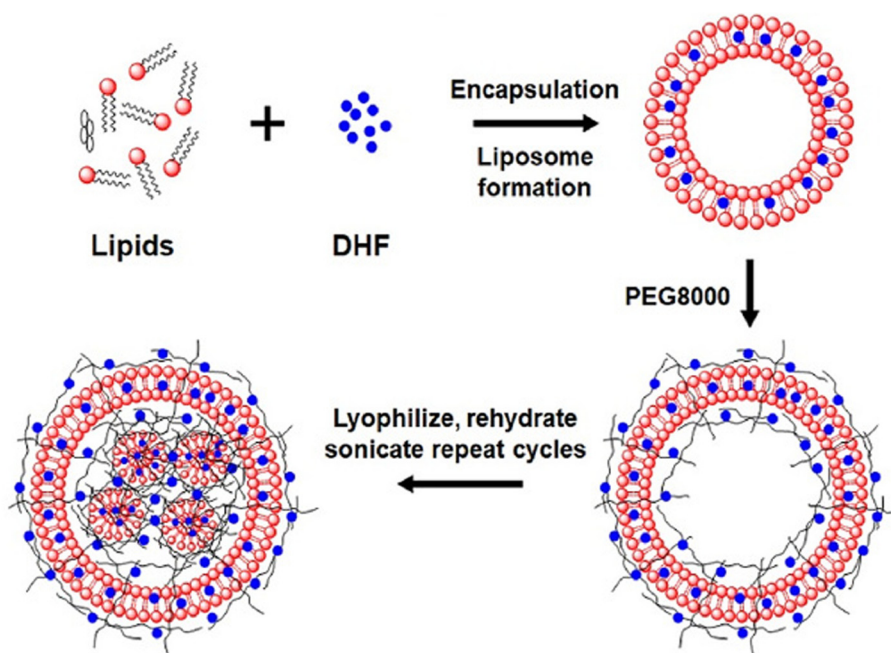 Encapsulation
Liposome
formation
Lipids
+
DHF
PEG8000
Lyophilize, rehydrate
sonicate repeat cycles